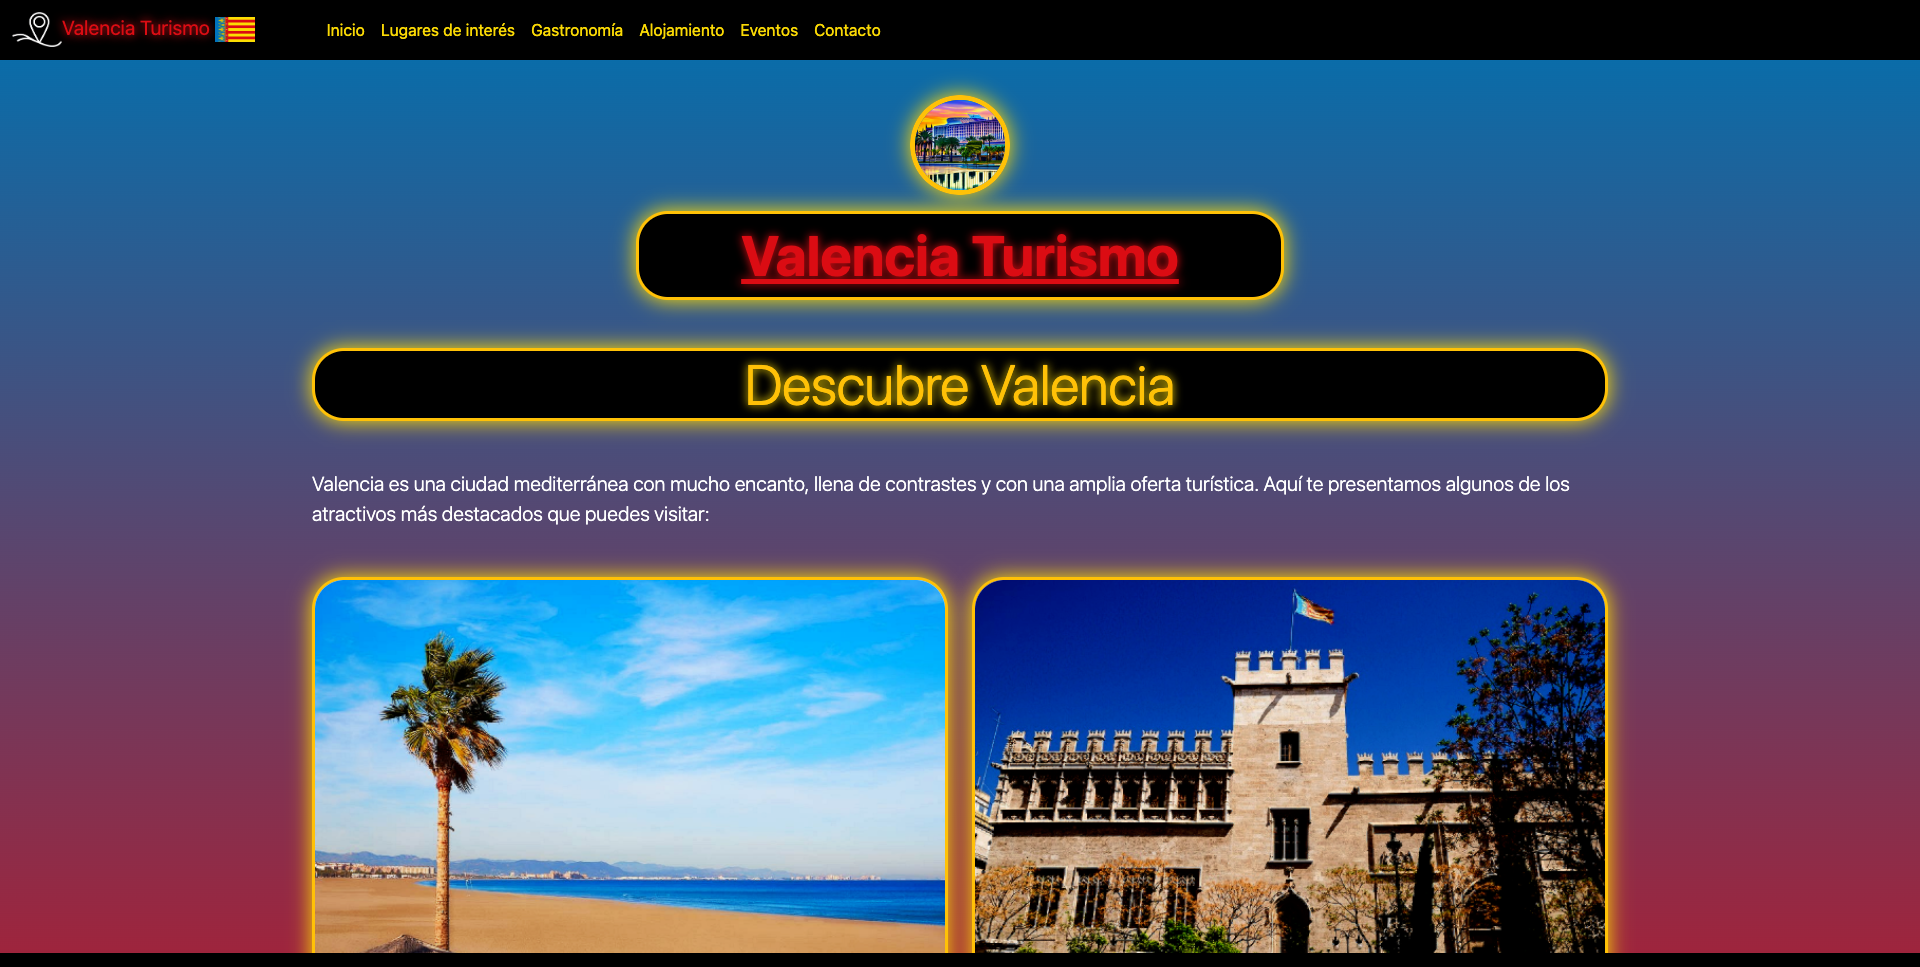 Valencia Turismo
Inicio Lugares de interés Gastronomía Alojamiento Eventos Contacto
Valencia Turismo
Descubre Valencia
Valencia es una ciudad mediterránea con mucho encanto, llena de contrastes y con una amplia oferta turística. Aquí te presentamos algunos de los
atractivos más destacados que puedes visitar: